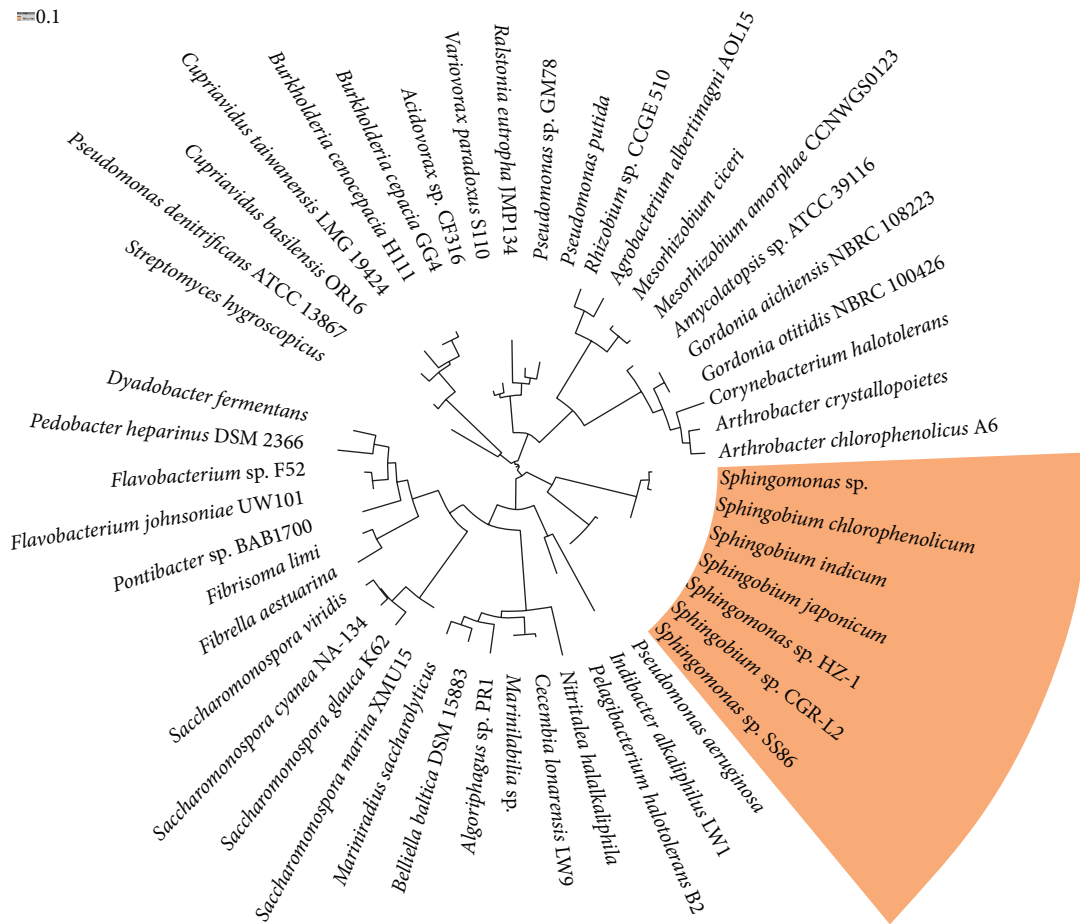 0.1
Streptomyces hygroscopicus
Pseudomonas denitrificans ATCC 13867
Cupriavidus basilensis OR16
Cupriavidus taiwanensis LMG 19424
Burkholderia cenocepacia H111
Burkholderia cepacia GG4
Acidovorax sp. CF316
Variovorax paradoxus S110
Ralstonia eutropha JMP134
Psendomonas sp. GM78
Pseudomonas putida
Rhizobium sp. CCGE 510
Agrobacterium albertimagni AOL15
Mesorhizobium ciceri
Mesorhizobium amorphae CCNWGS0123
Amycolatopsis sp. ATCC 39116
Gordonia aichiensis NBRC 108223
Gordonia otitidis NBRC 100426
Corynebacterium halotolerans
Arthrobacter crystallopoietes
Arthrobacter chlorophenolicus A6
Sphingomonas sp.
Sphingobium chlorophenolicum
Sphingobium indicum
Sphingobium japonicum
Sphingomonas sp. HZ-1
Sphingobium sp. CGR-L2
Sphingomonas sp. SS86
Pseudomonas aeruginosa
Indibacter alkaliphilus LW1
Pelagibacterium halotolerans B2
Nitritalea halalkaliphila
Cecembia lonarensis LW9
Marinilabilia sp.
Algoriphagus sp. PR1
Belliella baltica DSM 15883
Mariniradius saccharolyticus
Saccharomonospora marina XMU15
Saccharomonospora glauca K62
Saccharomonospora cyanea NA-134
Saccharomonospora viridis
Fibrella aestuarina
Fibrisoma limi
Pontibacter sp. BAB1700
Flavobacterium johnsoniae UW101
Flavobacterium sp. F52
Pedobacter heparinus DSM 2366
Dyadobacter fermentans